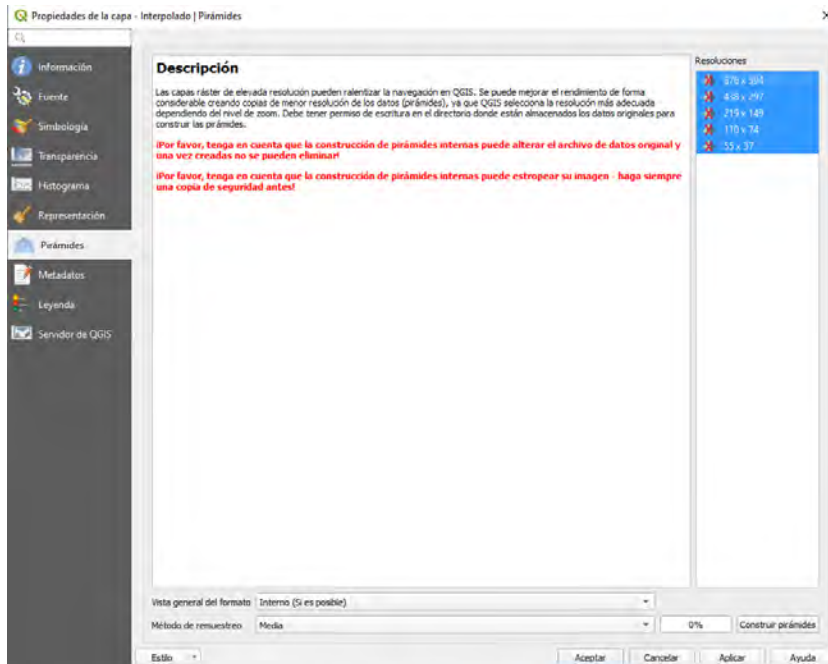 Propiedades de la capa - Interpolado | Pirámides
Información
Fuente
Simbología
Transparencia
Histograma
Representación
Pirámides
Metadatos
Leyenda
Servidor de QGIS
Descripción
Las capas ráster de elevada resolución pueden ralentizar la navegación en QGIS. Se puede mejorar el rendimiento de forma
considerable creando copias de menor resolución de los datos (pirámides), ya que QGIS selecciona la resolución más adecuada
dependiendo del nivel de zoom. Debe tener permiso de escritura en el directorio donde están almacenados los datos originales para
construir las pirámides.
¡Por favor, tenga en cuenta que la construcción de pirámides internas puede alterar el archivo de datos original y
una vez creadas no se pueden eliminar!
¡Por favor, tenga en cuenta que la construcción de pirámides internas puede estropear su imagen - haga siempre
una copia de seguridad antes!
Resoluciones
438 x 297
219 x 149
110 x 74
55 x 37
Vista general del formato Interno (Si es posible)
Método de remuestreo Media 0% Construir pirámides
Estilo Aceptar Cancelar Aplicar Ayuda